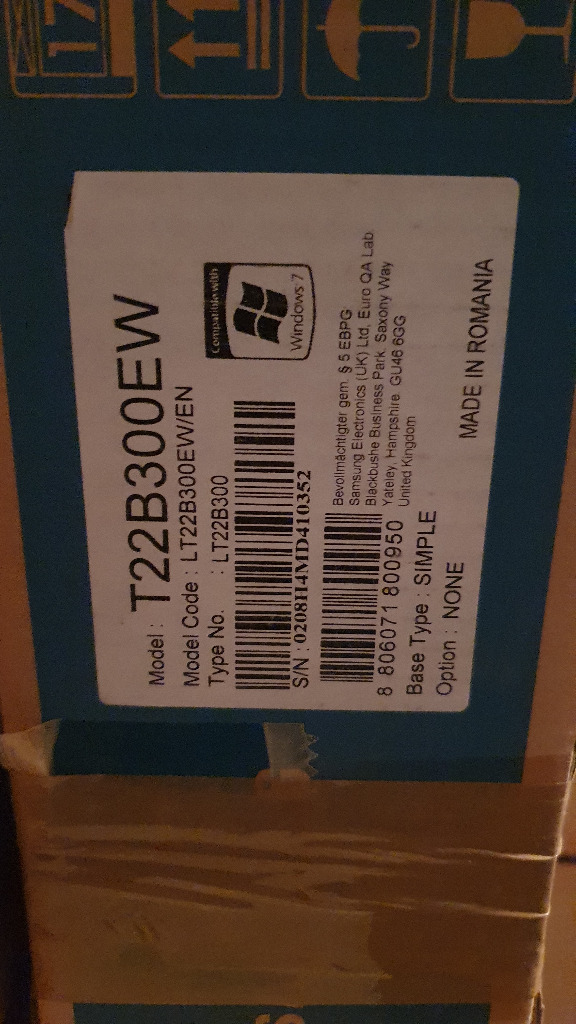 17
Model : T22B300EW
Model Code : LT22B300EW/EN
Type No. : LT22B300
Compatible with
Windows 7
S/N : 0208H4MD410352
Bevollmächtigter gem. § 5 EBPG:
Samsung Electronics (UK) Ltd, Euro QA Lab.
Blackbushe Business Park. Saxony Way
Yateley, Hampshire. GU46 6GG
United Kingdom
8 806071 800950
Base Type : SIMPLE
Option : NONE
MADE IN ROMANIA